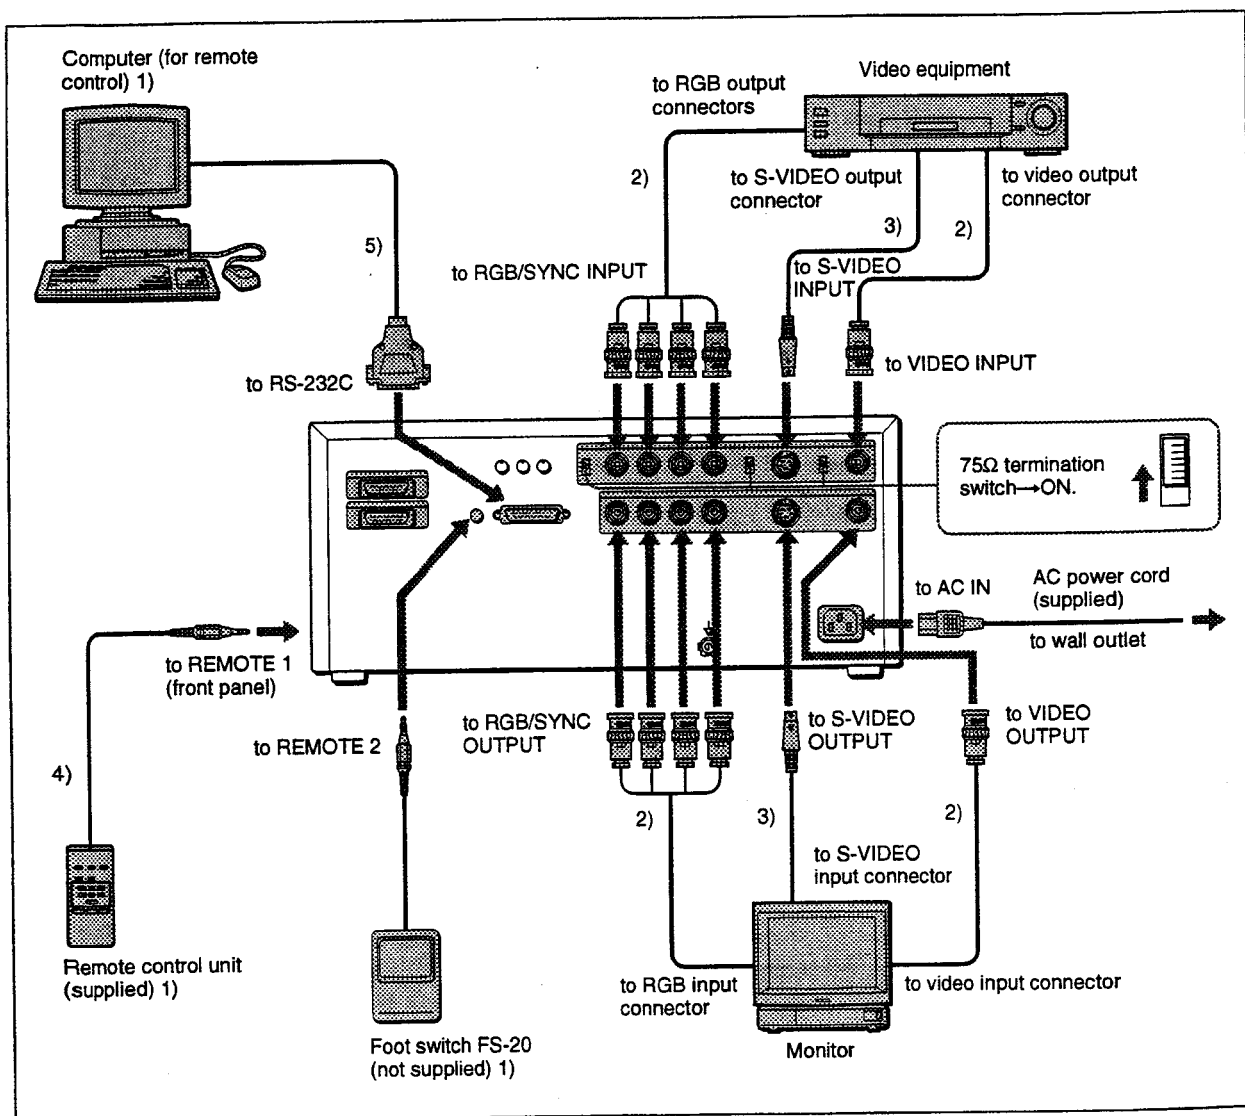 Computer (for remote
control) 1)
to RGB output
connectors
Video equipment
2)
to S-VIDEO output
connector
to video output
connector
3)
2)
5)
to RGB/SYNC INPUT
to S-VIDEO
INPUT
to VIDEO INPUT
to RS-232C
75Ω termination
switch→ON.
to AC IN
AC power cord
(supplied)
to wall outlet
to REMOTE 1
(front panel)
to REMOTE 2
to RGB/SYNC
OUTPUT
to S-VIDEO
OUTPUT
to VIDEO
OUTPUT
4)
2)
3)
2)
to S-VIDEO
input connector
Remote control unit
(supplied) 1)
to RGB input
connector
to video input connector
Foot switch FS-20
(not supplied) 1)
Monitor